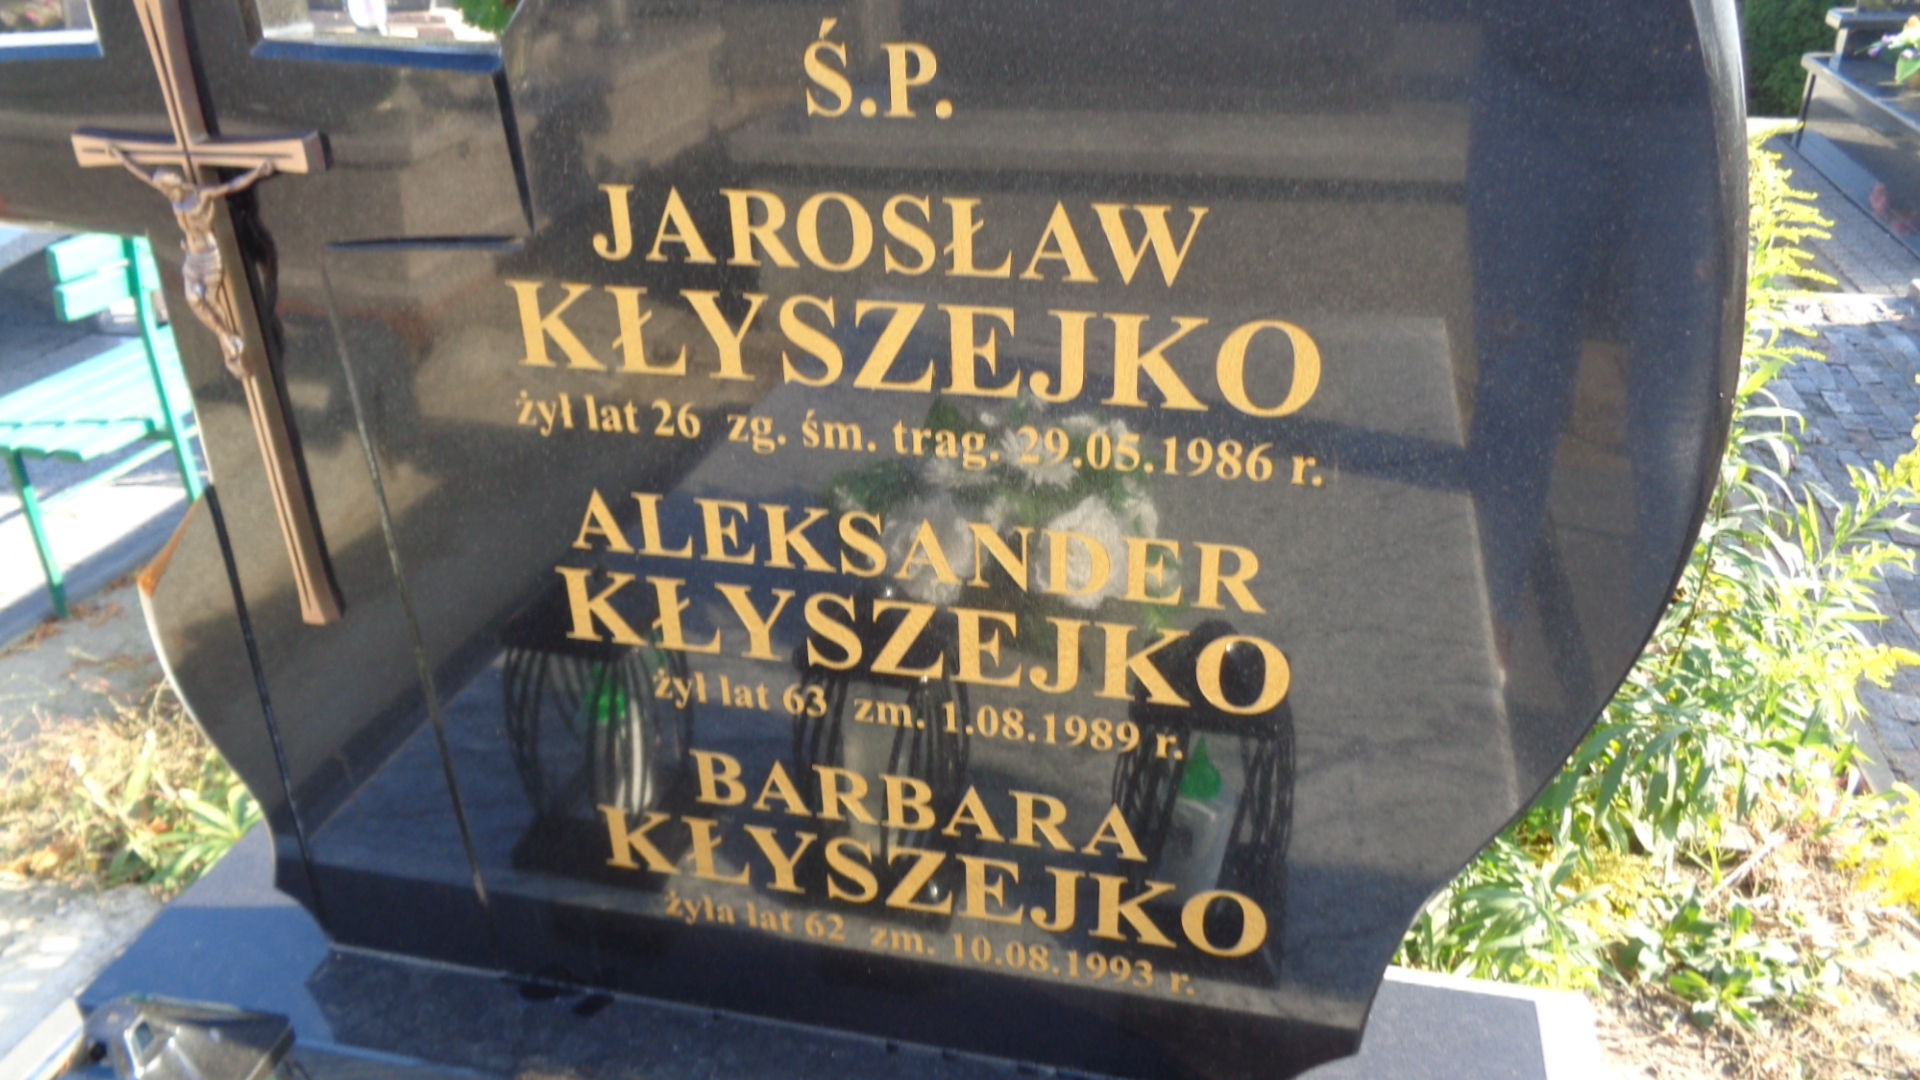 Ś.P.
JAROSŁAW
KŁYSZEJKO
żył lat 26 zg. śm. trag. 29.05.1986 r.
ALEKSANDER
KŁYSZEJKO
żył lat 63 zm. 1.08.1989 r.
BARBARA
KŁYSZEJKO
żyła lat 62 zm. 10.08.1993 r.